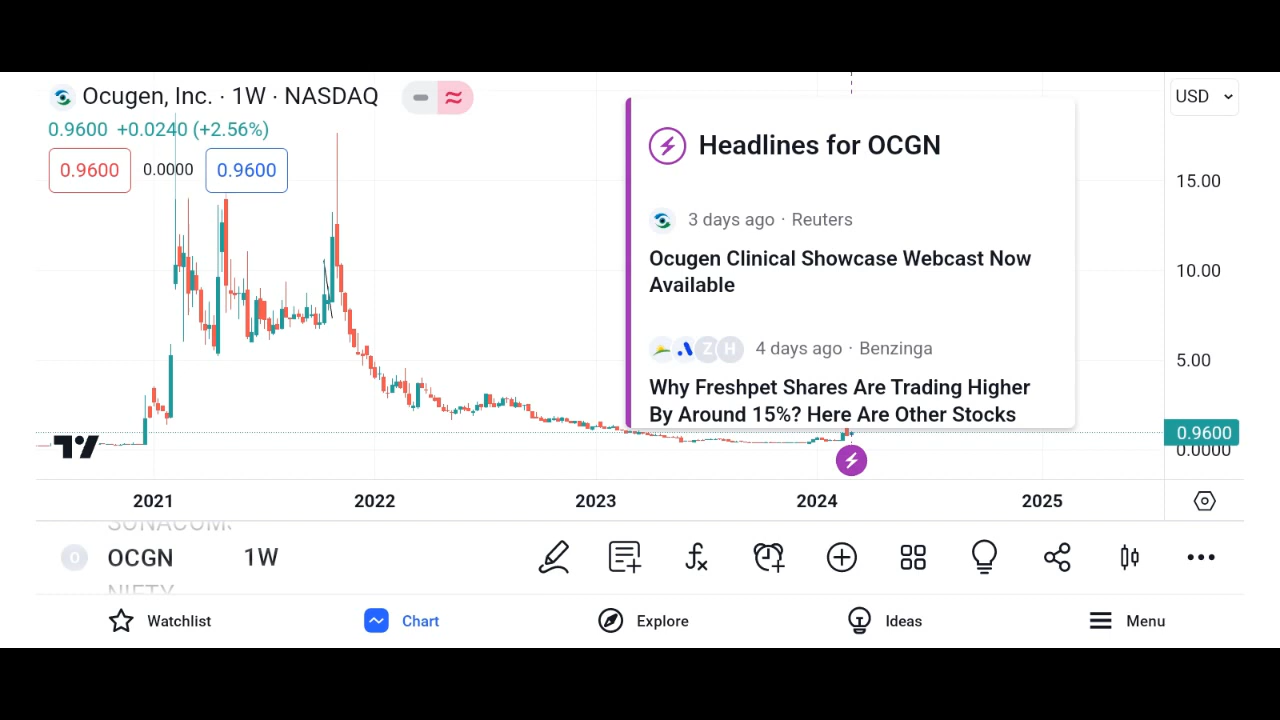 Ocugen, Inc. · 1W · NASDAQ
USD
0.9600 +0.0240 (+2.56%)
0.9600 0.0000 0.9600
Headlines for OCGN
3 days ago · Reuters
Ocugen Clinical Showcase Webcast Now
Available
4 days ago · Benzinga
Z H
Why Freshpet Shares Are Trading Higher
By Around 15%? Here Are Other Stocks
15.00
10.00
5.00
0.9600
0.0000
2021 2022 2023 2024 2025
SONACOMS
O OCGN 1W
NIFTY
Watchlist Chart Explore Ideas Menu